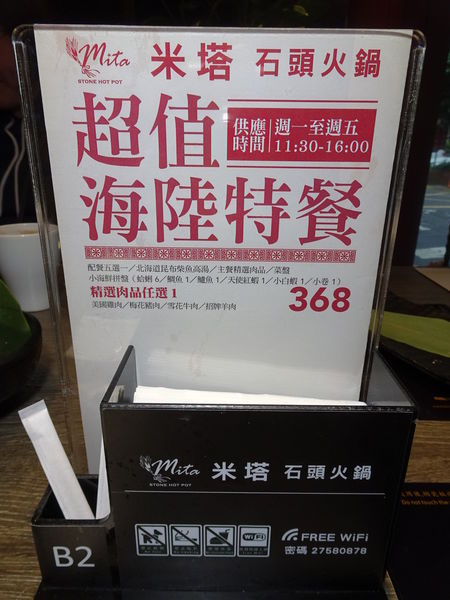 Mita
STONE HOT POT
米塔 石頭火鍋
超值
供應時間
週一至週五
11:30-16:00
海陸特餐
配餐五選一／北海道昆布柴魚高湯／主餐精選肉品／菜盤
小海鮮拼盤（蛤蜊 6／鯛魚 1／鱸魚 1／天使紅蝦 1／小白蝦 1／小卷 1）
精選肉品任選 1
368
美國雞肉／梅花豬肉／雪花牛肉／招牌羊肉
Mita
STONE HOT POT
米塔 石頭火鍋
WiFi
FREE WiFi
密碼 27580878
B2
Do not touch the